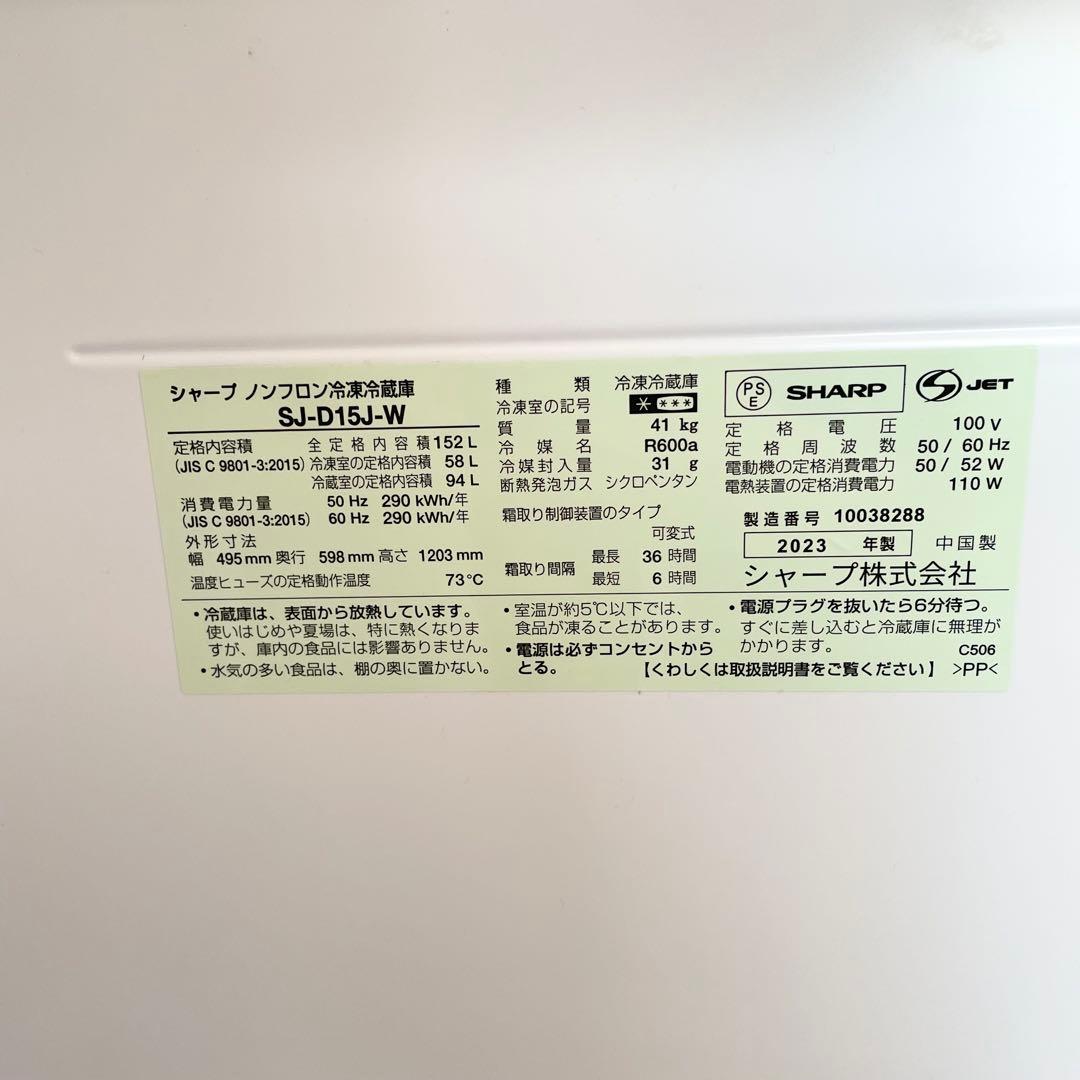 シャープ ノンフロン冷凍冷蔵庫
SJ-D15J-W
定格内容積 全定格内容積 152 L
(JIS C 9801-3:2015) 冷凍室の定格内容積 58 L
冷蔵室の定格内容積 94 L
消費電力量 50 Hz 290 kWh/年
(JIS C 9801-3:2015) 60 Hz 290 kWh/年
外形寸法
幅 495 mm 奥行 598 mm 高さ 1203 mm
温度ヒューズの定格動作温度 73℃
種類 冷凍冷蔵庫
冷凍室の記号 * ***
質量 41 kg
冷媒名 R600a
冷媒封入量 31 g
断熱発泡ガス シクロペンタン
霜取り制御装置のタイプ
可変式
霜取り間隔 最長 36 時間
最短 6 時間
PS E SHARP JET
定格電圧 100 V
定格周波数 50 / 60 Hz
電動機の定格消費電力 50 / 52 W
電熱装置の定格消費電力 110 W
製造番号 10038288
2023 年製 中国製
シャープ株式会社
・冷蔵庫は、表面から放熱しています。
使いはじめや夏場は、特に熱くなりま
すが、庫内の食品には影響ありません。
・水気の多い食品は、棚の奥に置かない。
・室温が約5℃以下では、
食品が凍ることがあります。
・電源は必ずコンセントから
とる。
・電源プラグを抜いたら6分待つ。
すぐに差し込むと冷蔵庫に無理が
かかります。 C506
【くわしくは取扱説明書をご覧ください】 >PP<